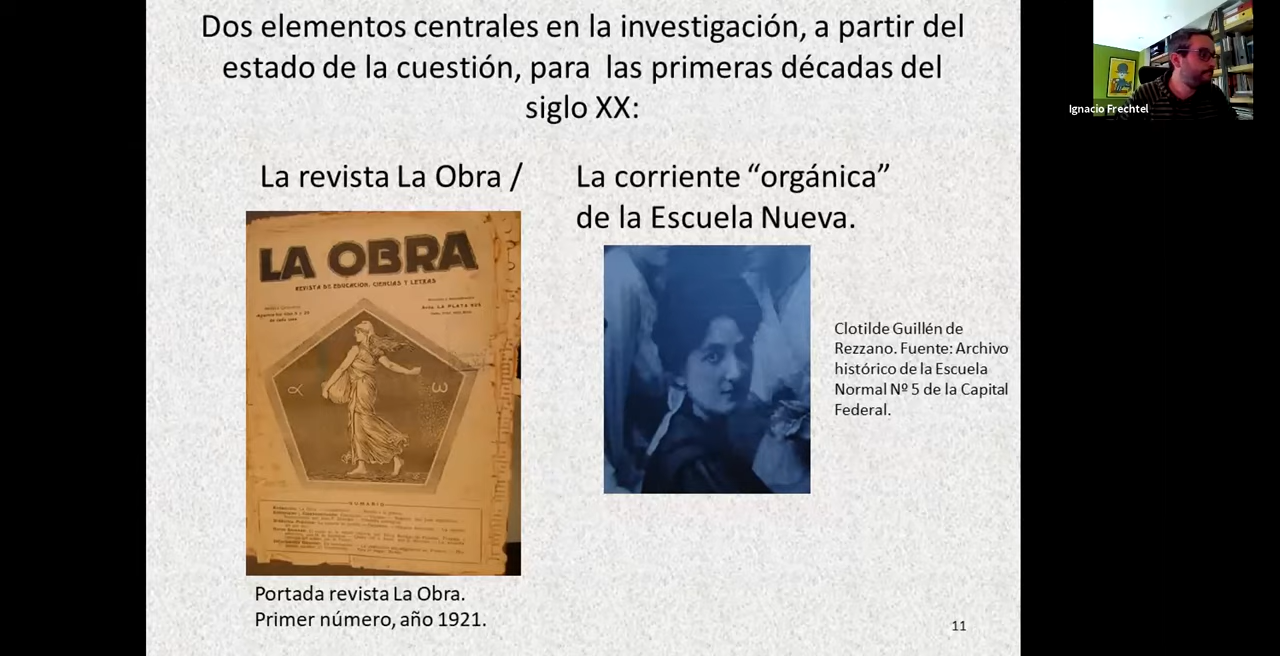 Dos elementos centrales en la investigación, a partir del
estado de la cuestión, para las primeras décadas del
siglo XX:
La revista La Obra /
La corriente “orgánica”
de la Escuela Nueva.
LA OBRA
REVISTA DE EDUCACION, CIENCIAS Y LETRAS
LA PLATA
α
ω
SUMARIO
Portada revista La Obra.
Primer número, año 1921.
Clotilde Guillén de
Rezzano. Fuente: Archivo
histórico de la Escuela
Normal Nº 5 de la Capital
Federal.
11
Ignacio Frechtel